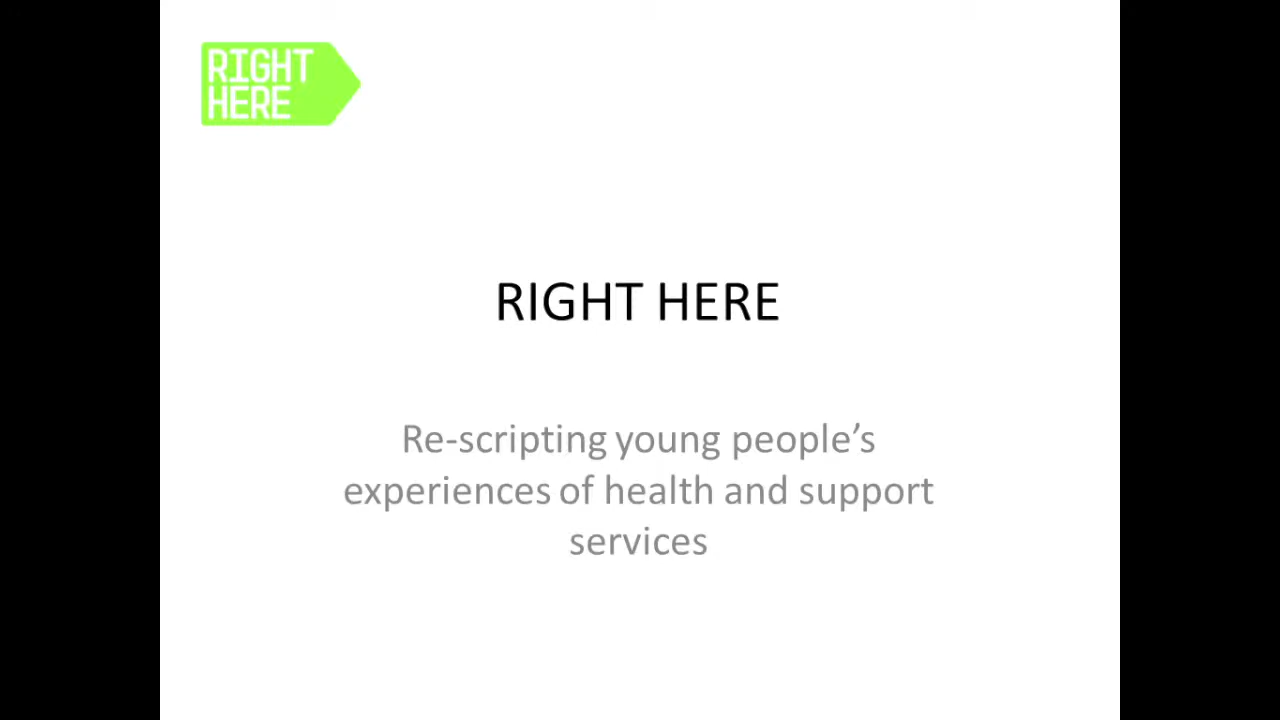 RIGHT
HERE
RIGHT HERE
Re-scripting young people’s
experiences of health and support
services